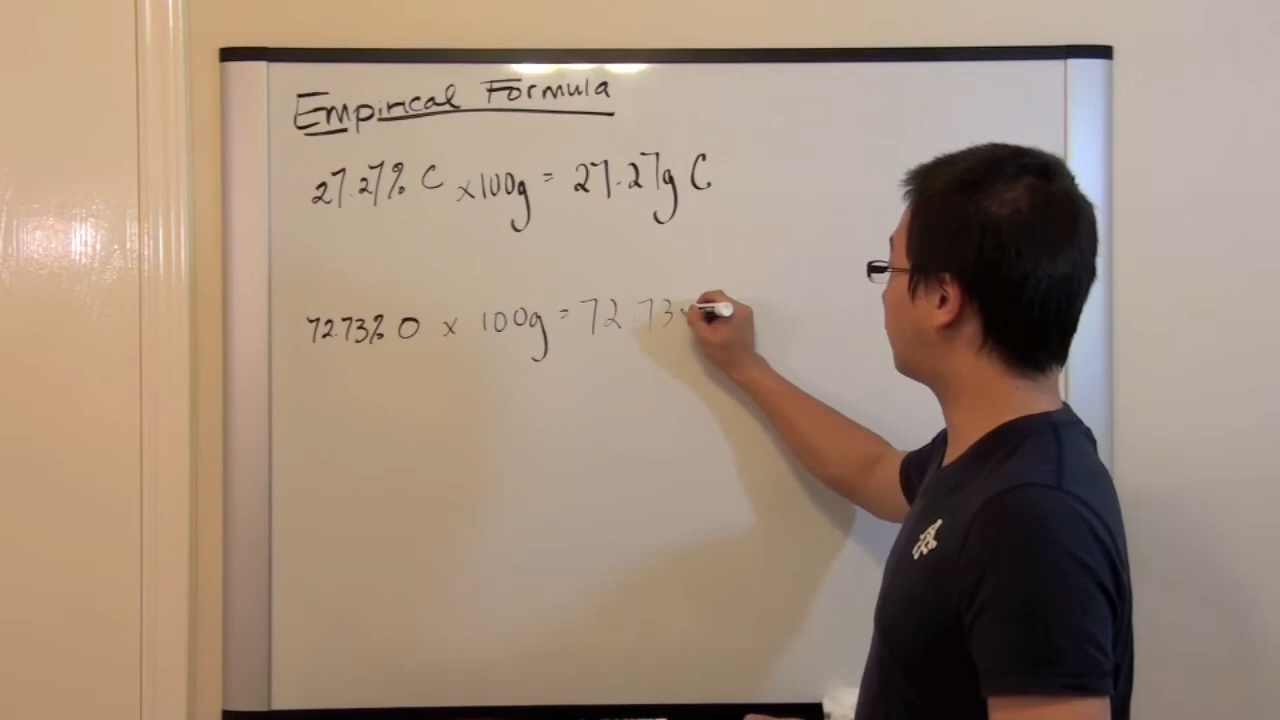 Empirical Formula
27.27% C x100g = 27.27g C
72.73% O x 100g = 72.73